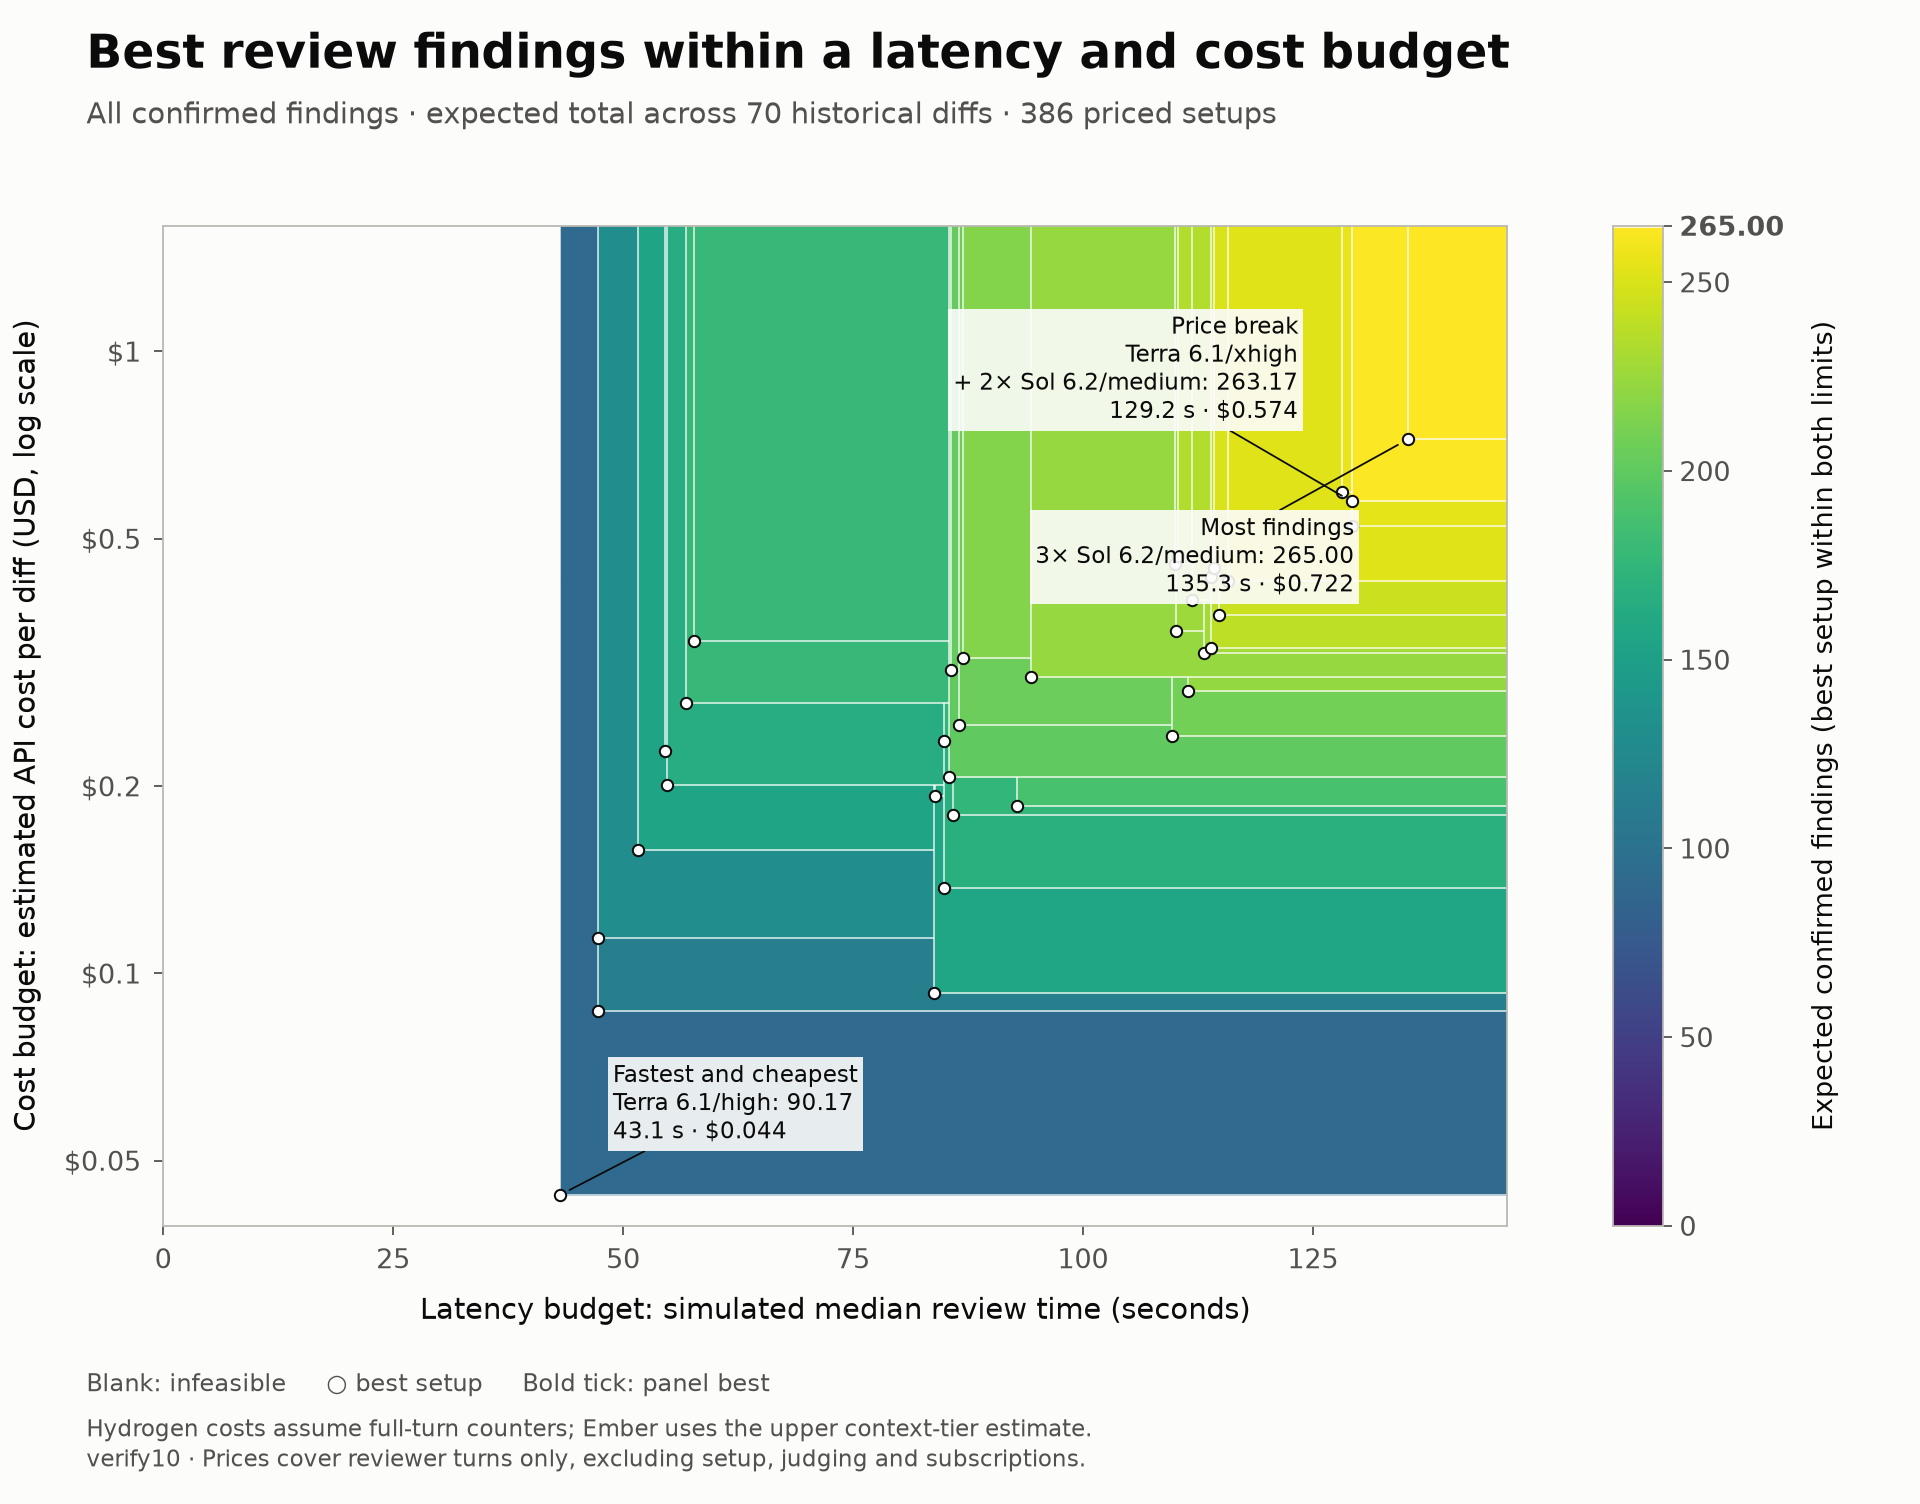 Best review findings within a latency and cost budget
All confirmed findings · expected total across 70 historical diffs · 386 priced setups
Cost budget: estimated API cost per diff (USD, log scale)
$1
$0.5
$0.2
$0.1
$0.05
Price break
Terra 6.1/xhigh
+ 2× Sol 6.2/medium: 263.17
129.2 s · $0.574
Most findings
3× Sol 6.2/medium: 265.00
135.3 s · $0.722
Fastest and cheapest
Terra 6.1/high: 90.17
43.1 s · $0.044
0
25
50
75
100
125
Latency budget: simulated median review time (seconds)
265.00
250
200
150
100
50
0
Expected confirmed findings (best setup within both limits)
Blank: infeasible
best setup
Bold tick: panel best
Hydrogen costs assume full-turn counters; Ember uses the upper context-tier estimate.
verify10 · Prices cover reviewer turns only, excluding setup, judging and subscriptions.